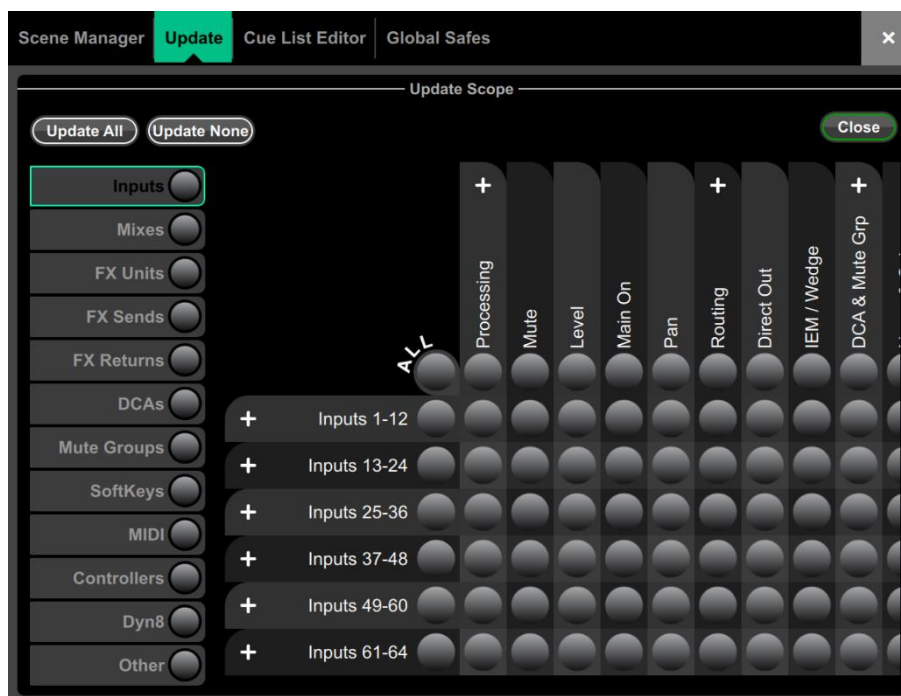 Scene Manager Update Cue List Editor Global Safes ×
Update Scope
Update All Update None Close
Inputs
Mixes
FX Units
FX Sends
FX Returns
DCAs
Mute Groups
SoftKeys
MIDI
Controllers
Dyn8
Other
+ + +
Processing
Mute
Level
Main On
Pan
Routing
Direct Out
IEM / Wedge
DCA & Mute Grp
ALL
+ Inputs 1-12
+ Inputs 13-24
+ Inputs 25-36
+ Inputs 37-48
+ Inputs 49-60
+ Inputs 61-64